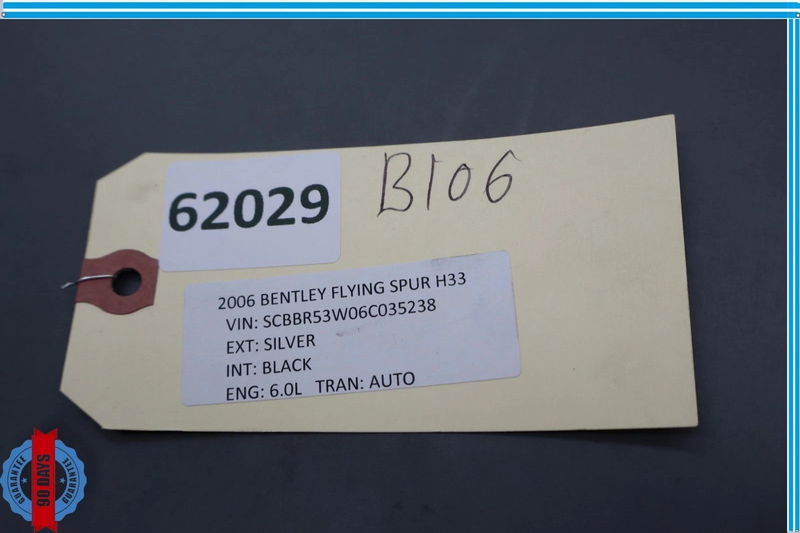 62029
B106
2006 BENTLEY FLYING SPUR H33
VIN: SCBBR53W06C035238
EXT: SILVER
INT: BLACK
ENG: 6.0L TRAN: AUTO
GUARANTEE
90 DAYS
GUARANTEE